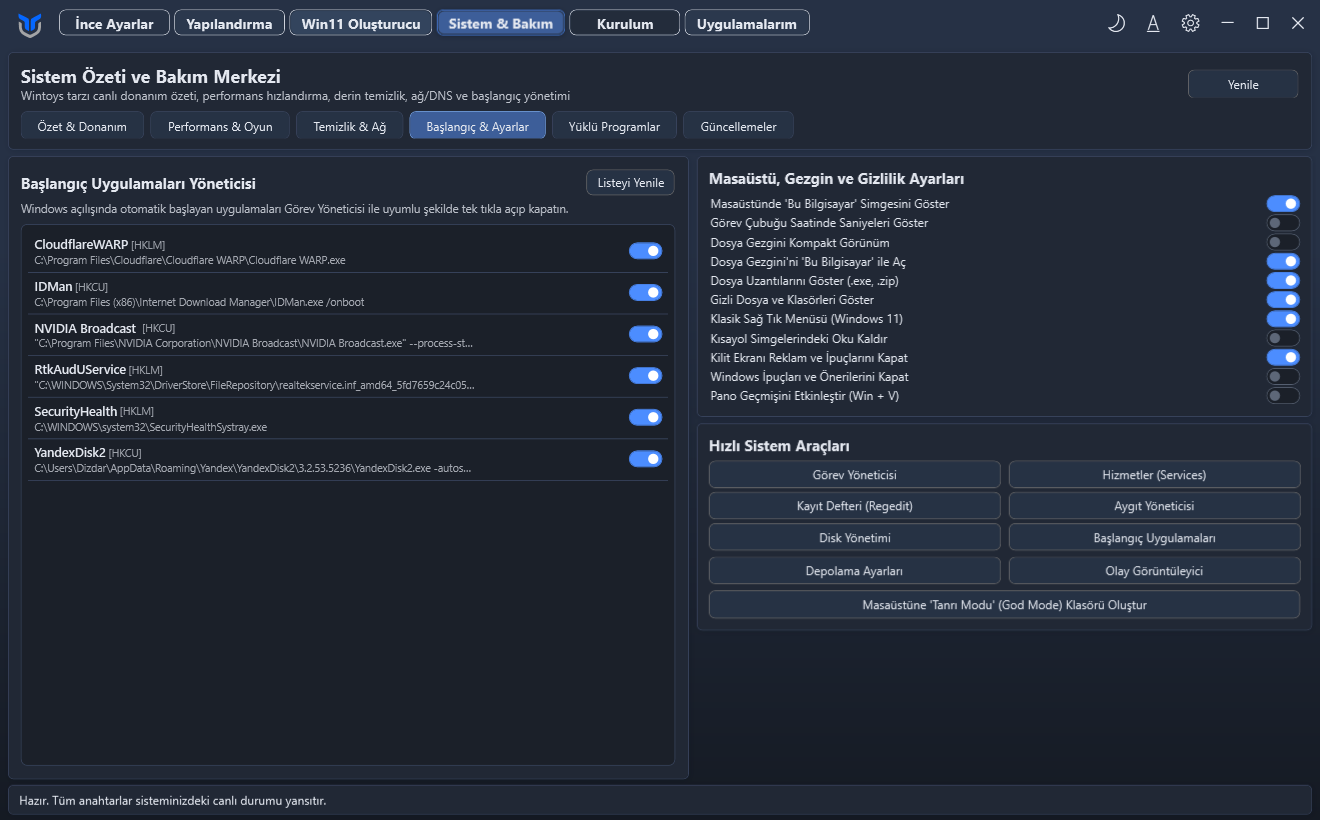 İnce Ayarlar
Yapılandırma
Win11 Oluşturucu
Sistem & Bakım
Kurulum
Uygulamalarım
Sistem Özeti ve Bakım Merkezi
Wintoys tarzı canlı donanım özeti, performans hızlandırma, derin temizlik, ağ/DNS ve başlangıç yönetimi
Yenile
Özet & Donanım
Performans & Oyun
Temizlik & Ağ
Başlangıç & Ayarlar
Yüklü Programlar
Güncellemeler
Başlangıç Uygulamaları Yöneticisi
Listeyi Yenile
Windows açılışında otomatik başlayan uygulamaları Görev Yöneticisi ile uyumlu şekilde tek tıkla açıp kapatın.
CloudflareWARP [HKLM]
C:\Program Files\Cloudflare\Cloudflare WARP\Cloudflare WARP.exe
IDMan [HKCU]
C:\Program Files (x86)\Internet Download Manager\IDMan.exe /onboot
NVIDIA Broadcast [HKCU]
"C:\Program Files\NVIDIA Corporation\NVIDIA Broadcast\NVIDIA Broadcast.exe" --process-st...
RtkAudUService [HKLM]
"C:\WINDOWS\System32\DriverStore\FileRepository\realtekservice.inf_amd64_5fd7659c24c05...
SecurityHealth [HKLM]
C:\WINDOWS\system32\SecurityHealthSystray.exe
YandexDisk2 [HKCU]
C:\Users\Dizdar\AppData\Roaming\Yandex\YandexDisk2\3.2.53.5236\YandexDisk2.exe -autos...
Masaüstü, Gezgin ve Gizlilik Ayarları
Masaüstünde 'Bu Bilgisayar' Simgesini Göster
Görev Çubuğu Saatinde Saniyeleri Göster
Dosya Gezgini Kompakt Görünüm
Dosya Gezgini'ni 'Bu Bilgisayar' ile Aç
Dosya Uzantılarını Göster (.exe, .zip)
Gizli Dosya ve Klasörleri Göster
Klasik Sağ Tık Menüsü (Windows 11)
Kısayol Simgelerindeki Oku Kaldır
Kilit Ekranı Reklam ve İpuçlarını Kapat
Windows İpuçları ve Önerilerini Kapat
Pano Geçmişini Etkinleştir (Win + V)
Hızlı Sistem Araçları
Görev Yöneticisi
Hizmetler (Services)
Kayıt Defteri (Regedit)
Aygıt Yöneticisi
Disk Yönetimi
Başlangıç Uygulamaları
Depolama Ayarları
Olay Görüntüleyici
Masaüstüne 'Tanrı Modu' (God Mode) Klasörü Oluştur
Hazır. Tüm anahtarlar sisteminizdeki canlı durumu yansıtır.